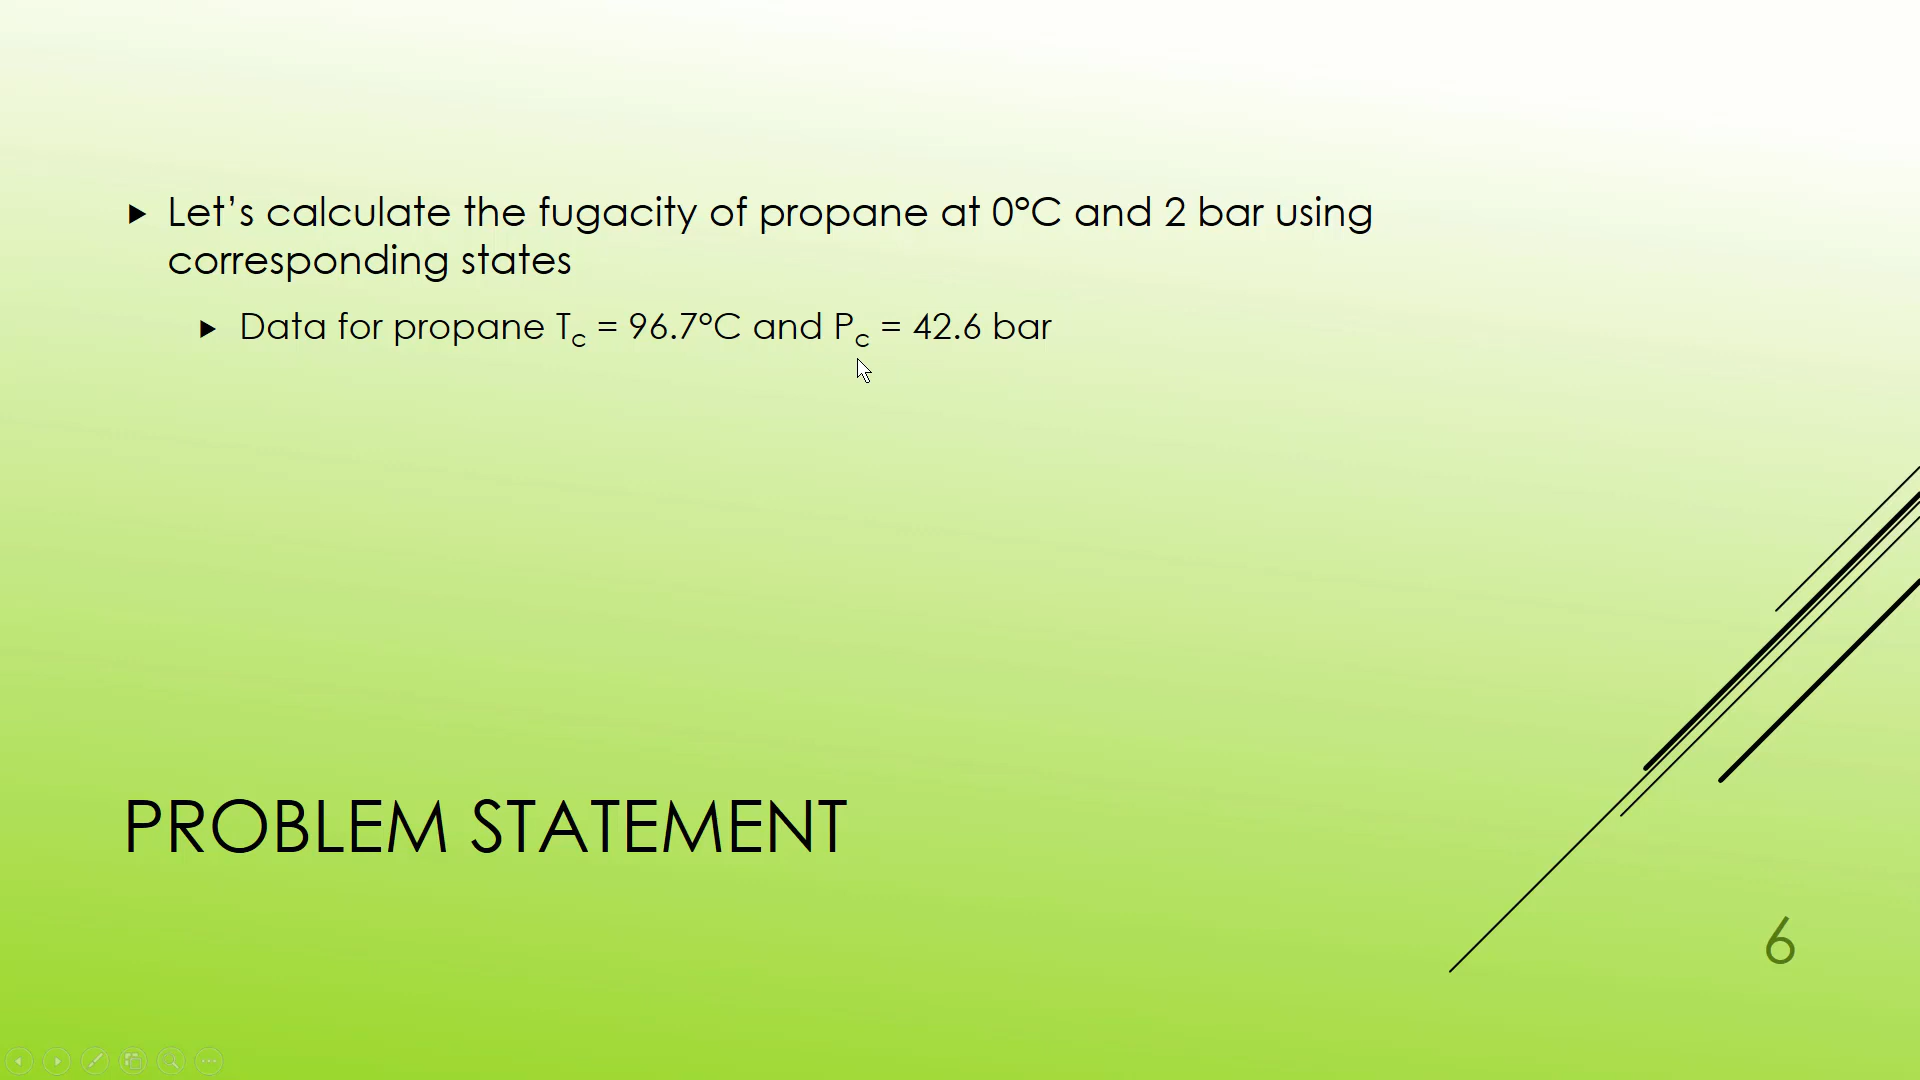 Let’s calculate the fugacity of propane at 0°C and 2 bar using
corresponding states
Data for propane Tc = 96.7°C and Pc = 42.6 bar
PROBLEM STATEMENT
6